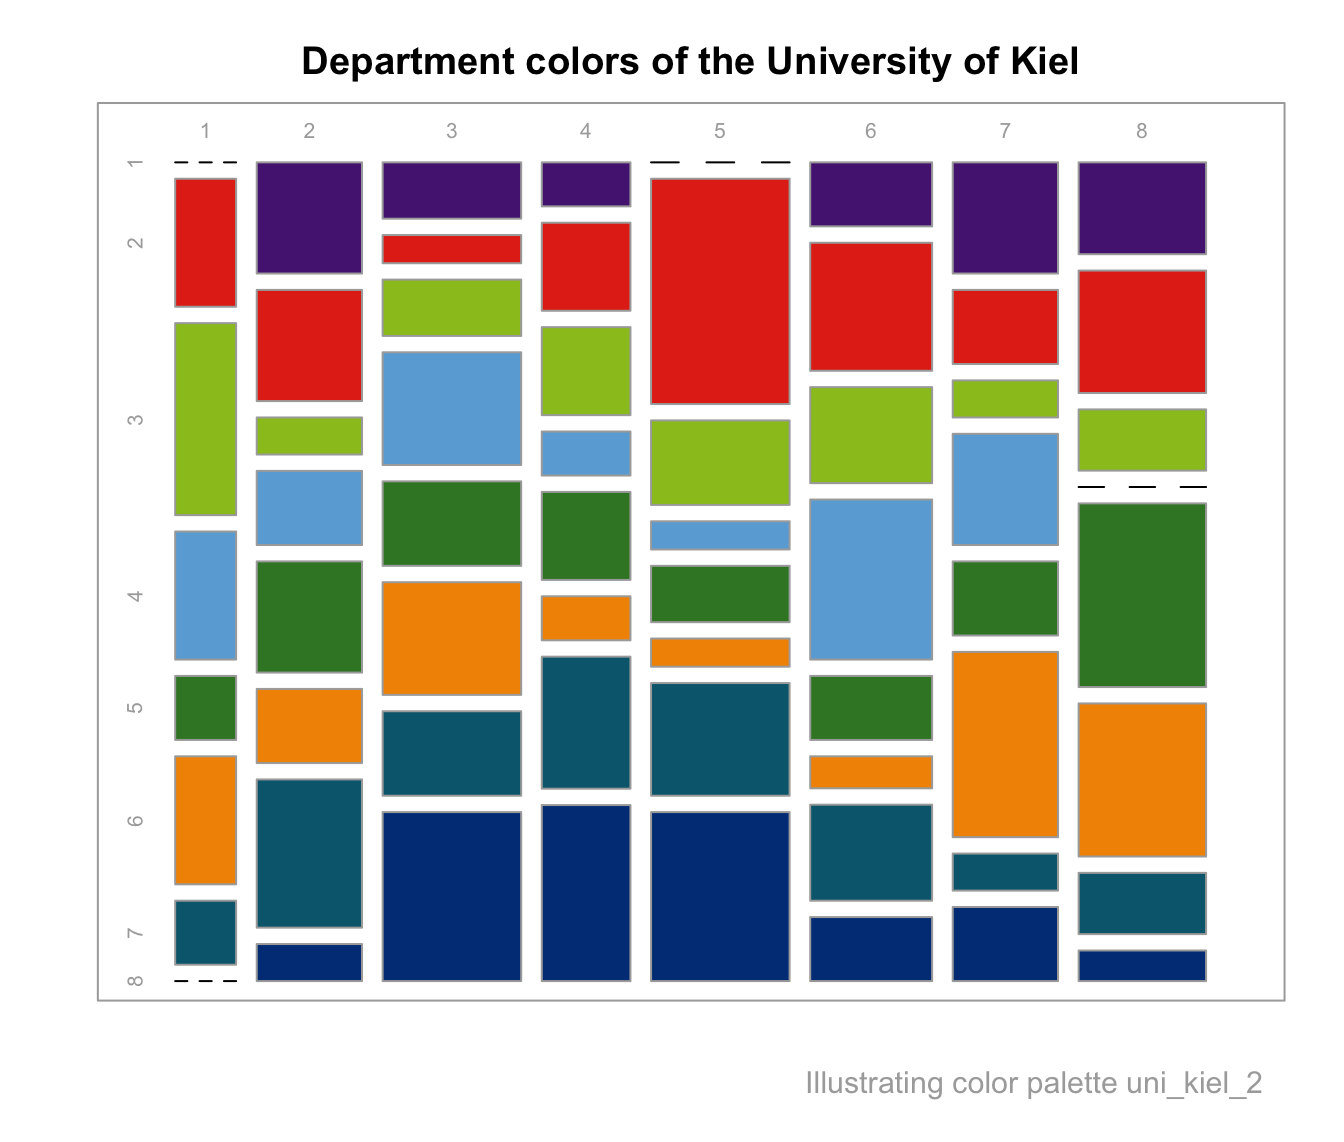 Department colors of the University of Kiel
1 2 3 4 5 6 7 8
1
2
3
4
5
6
7
8
Illustrating color palette uni_kiel_2